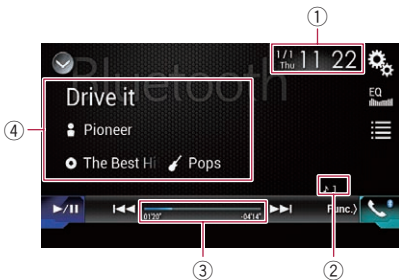 ①
1/1 Thu 11 22
Bluetooth
Drive it
EQ
④
Pioneer
The Best Hi
Pops
1
01'20"
-04'14"
Func.
③
②